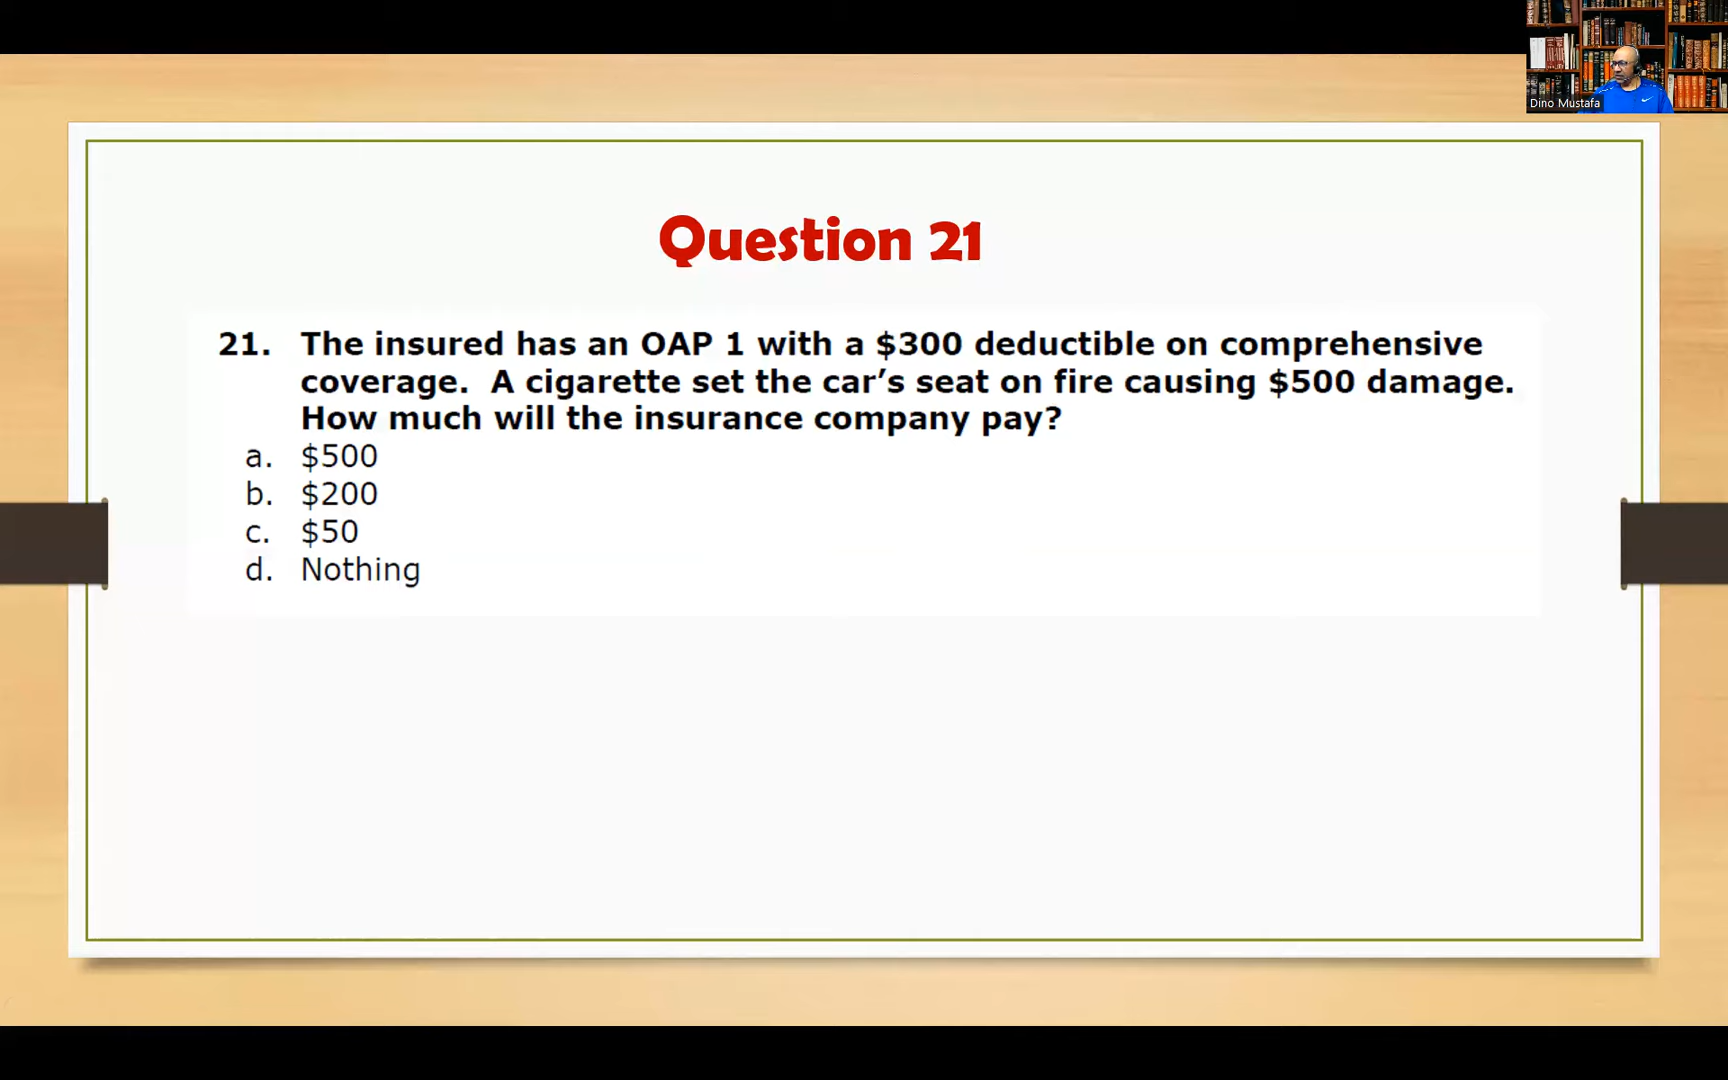 Dino Mustafa
Question 21
21. The insured has an OAP 1 with a $300 deductible on comprehensive
coverage. A cigarette set the car’s seat on fire causing $500 damage.
How much will the insurance company pay?
a. $500
b. $200
c. $50
d. Nothing